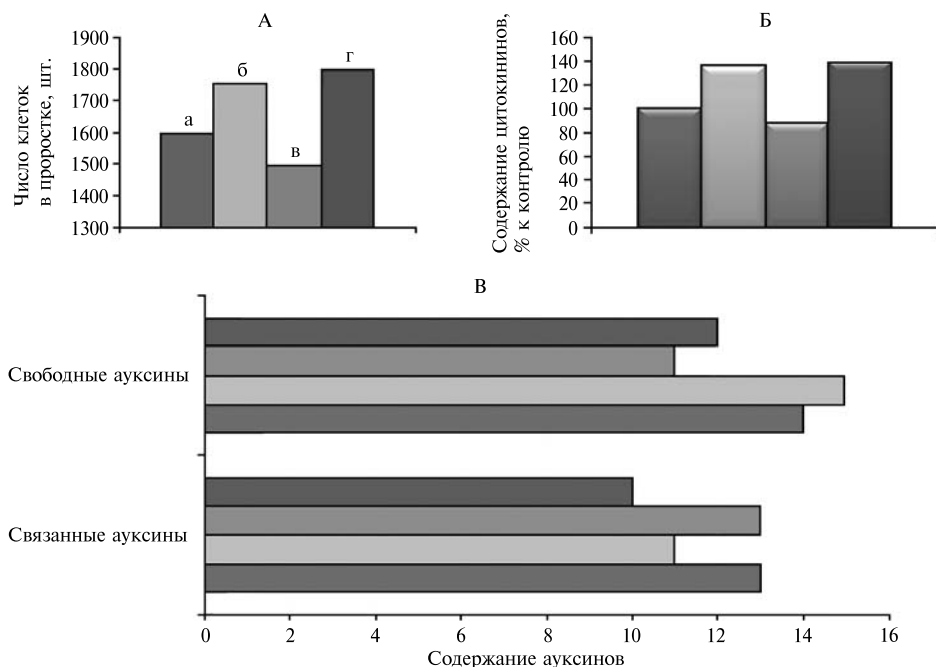 А
Число клеток
в проростке, шт.
1900
1800
1700
1600
1500
1400
1300
а
б
в
г
Б
Содержание цитокининов,
% к контролю
160
140
120
100
80
60
40
20
0
В
Свободные ауксины
Связанные ауксины
0 2 4 6 8 10 12 14 16
Содержание ауксинов